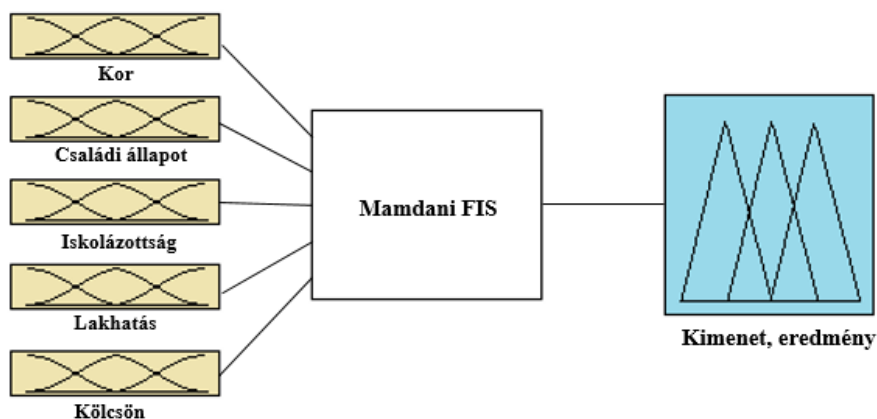 Kor
Családi állapot
Iskolázottság
Lakhatás
Kölcsön
Mamdani FIS
Kimenet, eredmény